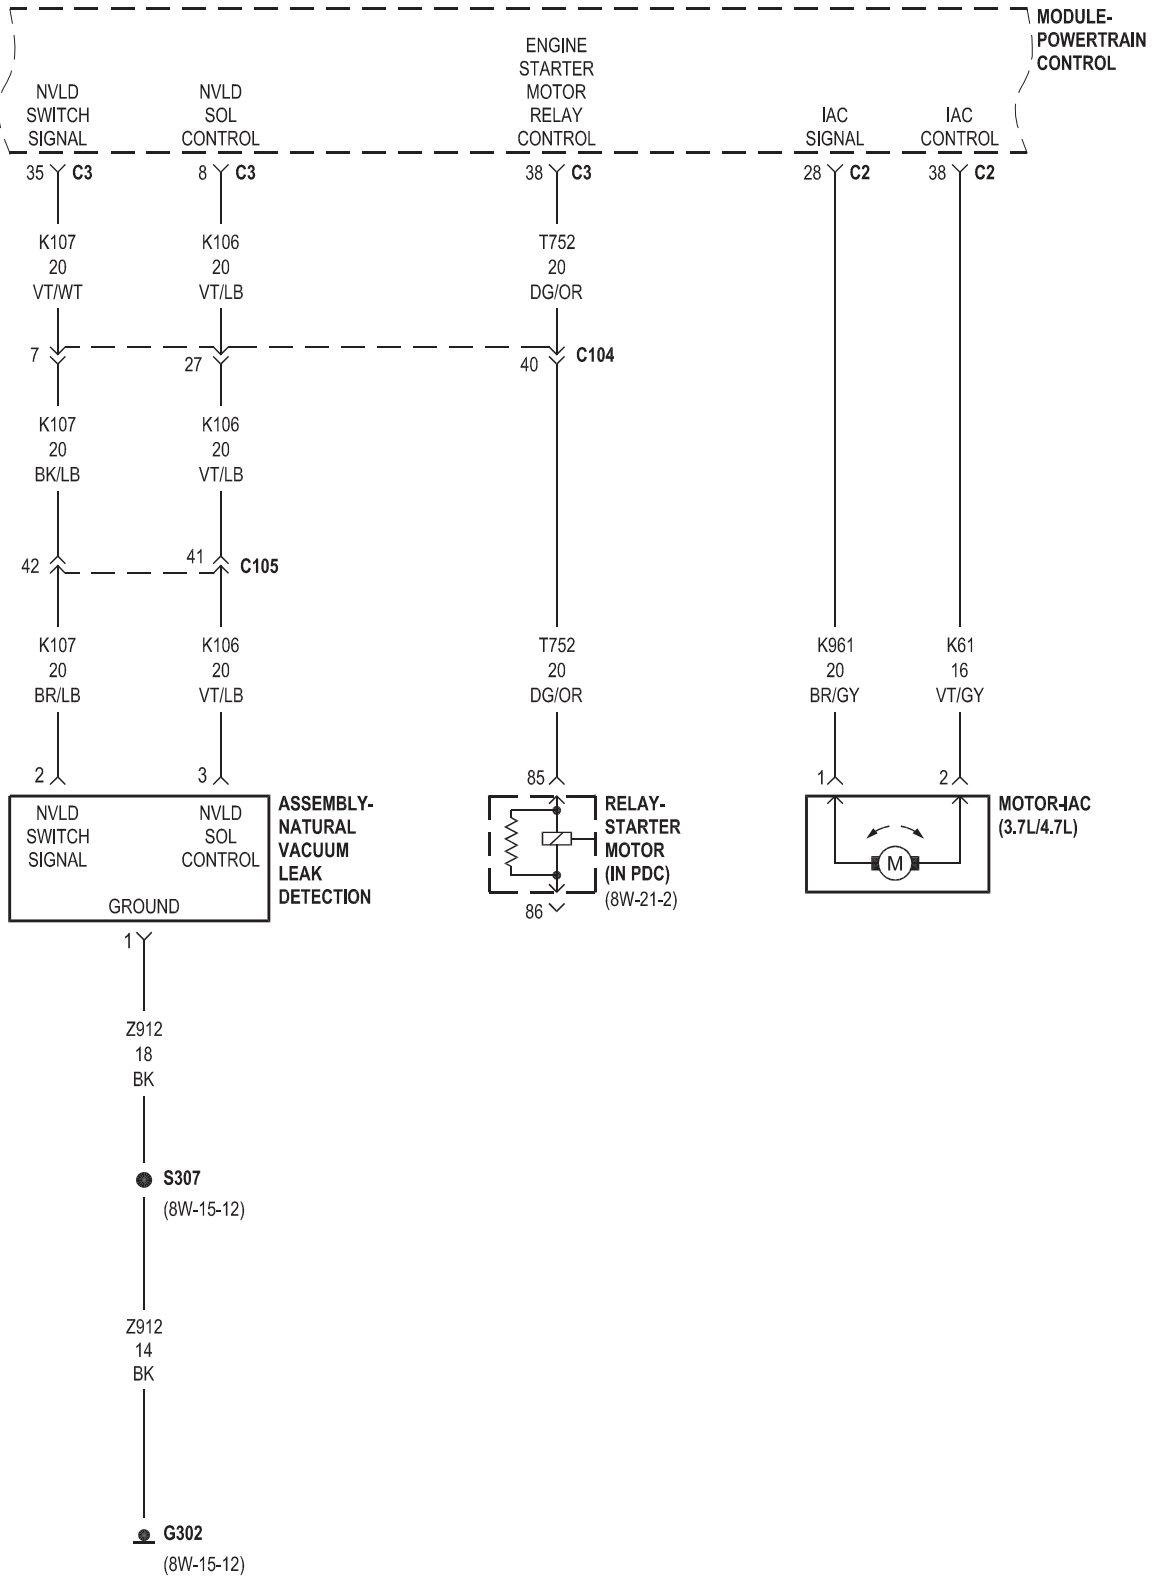 MODULE-
POWERTRAIN
CONTROL
NVLD
SWITCH
SIGNAL
NVLD
SOL
CONTROL
ENGINE
STARTER
MOTOR
RELAY
CONTROL
IAC
SIGNAL
IAC
CONTROL
35 C3
8 C3
38 C3
28 C2
38 C2
K107
20
VT/WT
K106
20
VT/LB
T752
20
DG/OR
7
27
40
C104
K107
20
BK/LB
K106
20
VT/LB
42
41
C105
K107
20
BR/LB
K106
20
VT/LB
T752
20
DG/OR
K961
20
BR/GY
K61
16
VT/GY
2
3
85
1
2
NVLD
SWITCH
SIGNAL
NVLD
SOL
CONTROL
GROUND
ASSEMBLY-
NATURAL
VACUUM
LEAK
DETECTION
RELAY-
STARTER
MOTOR
(IN PDC)
(8W-21-2)
86
M
MOTOR-IAC
(3.7L/4.7L)
1
Z912
18
BK
S307
(8W-15-12)
Z912
14
BK
G302
(8W-15-12)